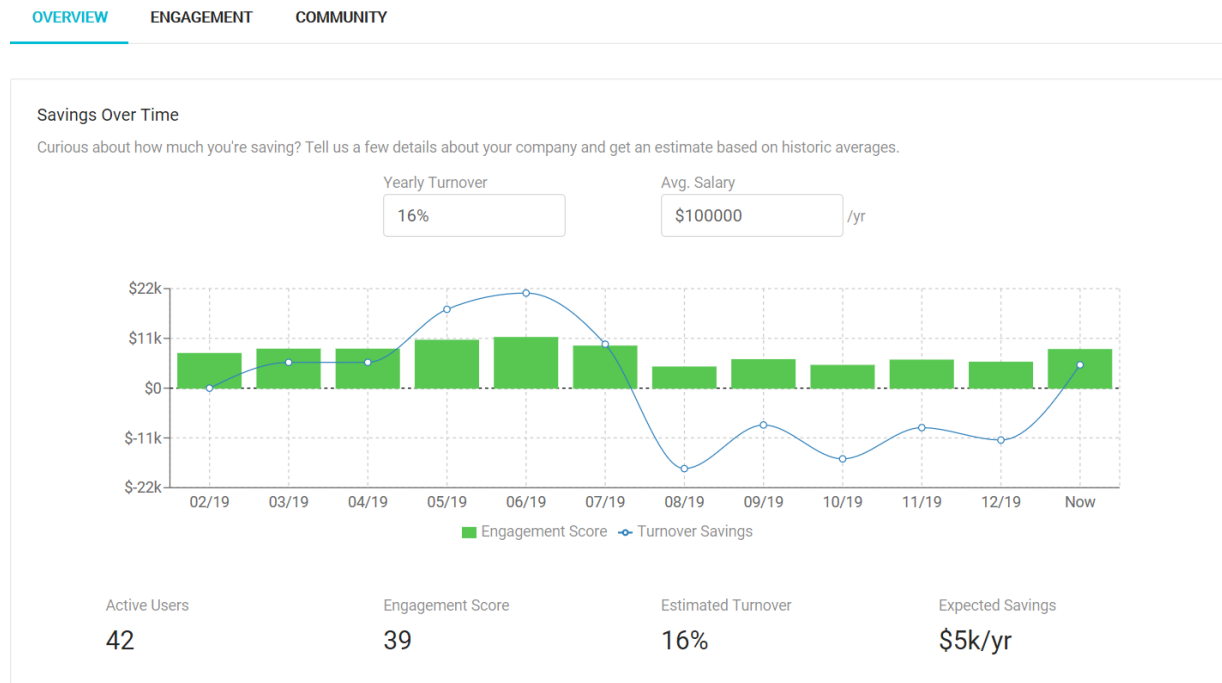 OVERVIEW ENGAGEMENT COMMUNITY
Savings Over Time
Curious about how much you're saving? Tell us a few details about your company and get an estimate based on historic averages.
Yearly Turnover Avg. Salary
16% $100000 /yr
$22k
$11k
$0
$-11k
$-22k
02/19 03/19 04/19 05/19 06/19 07/19 08/19 09/19 10/19 11/19 12/19 Now
Engagement Score Turnover Savings
Active Users Engagement Score Estimated Turnover Expected Savings
42 39 16% $5k/yr